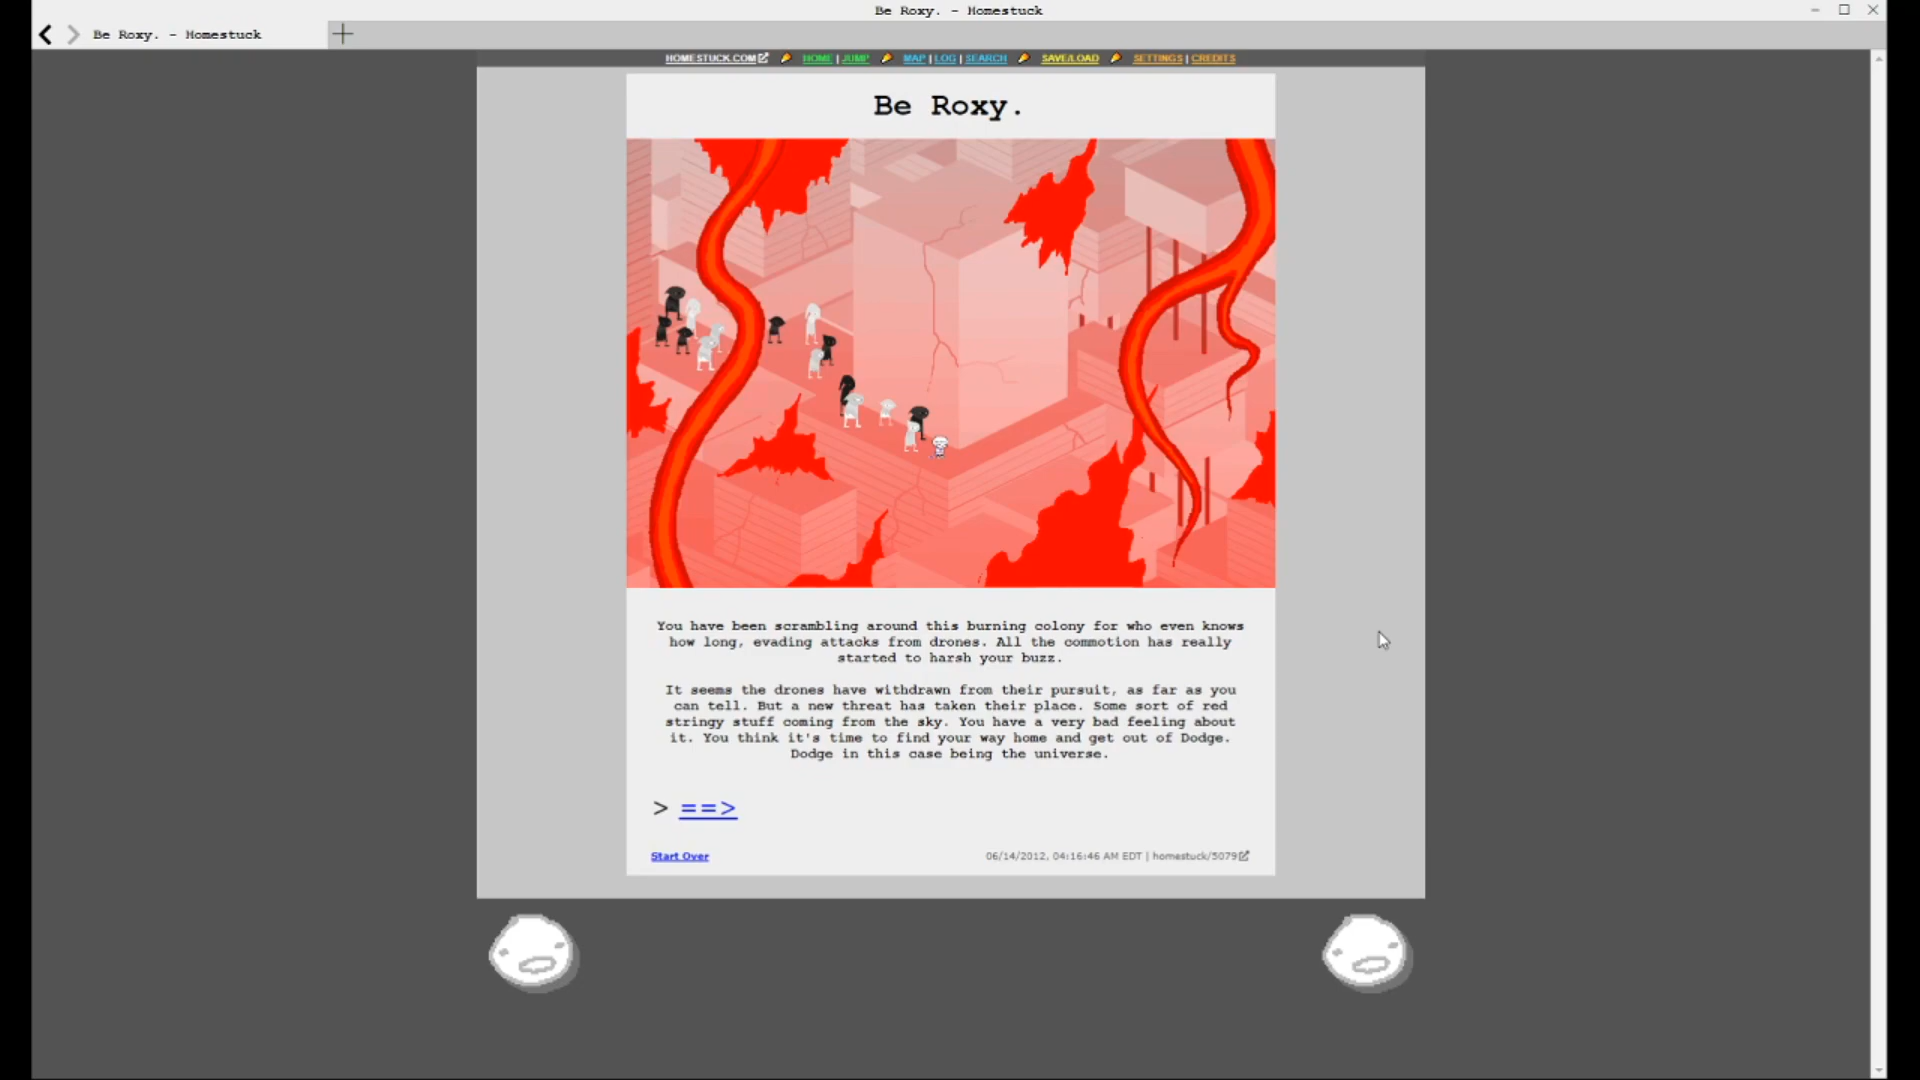 Be Roxy. - Homestuck
Be Roxy. - Homestuck
HOMESTUCK.COM HOME | JUMP MAP | LOG | SEARCH SAVE/LOAD SETTINGS | CREDITS
Be Roxy.
You have been scrambling around this burning colony for who even knows
how long, evading attacks from drones. All the commotion has really
started to harsh your buzz.
It seems the drones have withdrawn from their pursuit, as far as you
can tell. But a new threat has taken their place. Some sort of red
stringy stuff coming from the sky. You have a very bad feeling about
it. You think it's time to find your way home and get out of Dodge.
Dodge in this case being the universe.
> ==>
Start Over 06/14/2012, 04:16:46 AM EDT | homestuck/5079